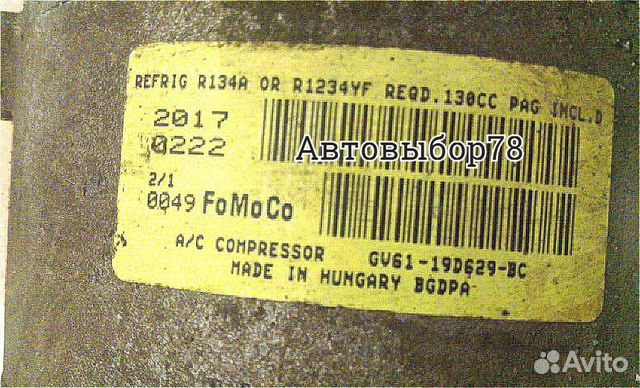 REFRIG R134A OR R1234YF REQD.130CC PAG INCL.D
2017
0222
Автовыбор78
2/1
0049 FoMoCo
A/C COMPRESSOR GV61-19D629-BC
MADE IN HUNGARY BGDPA
Avito